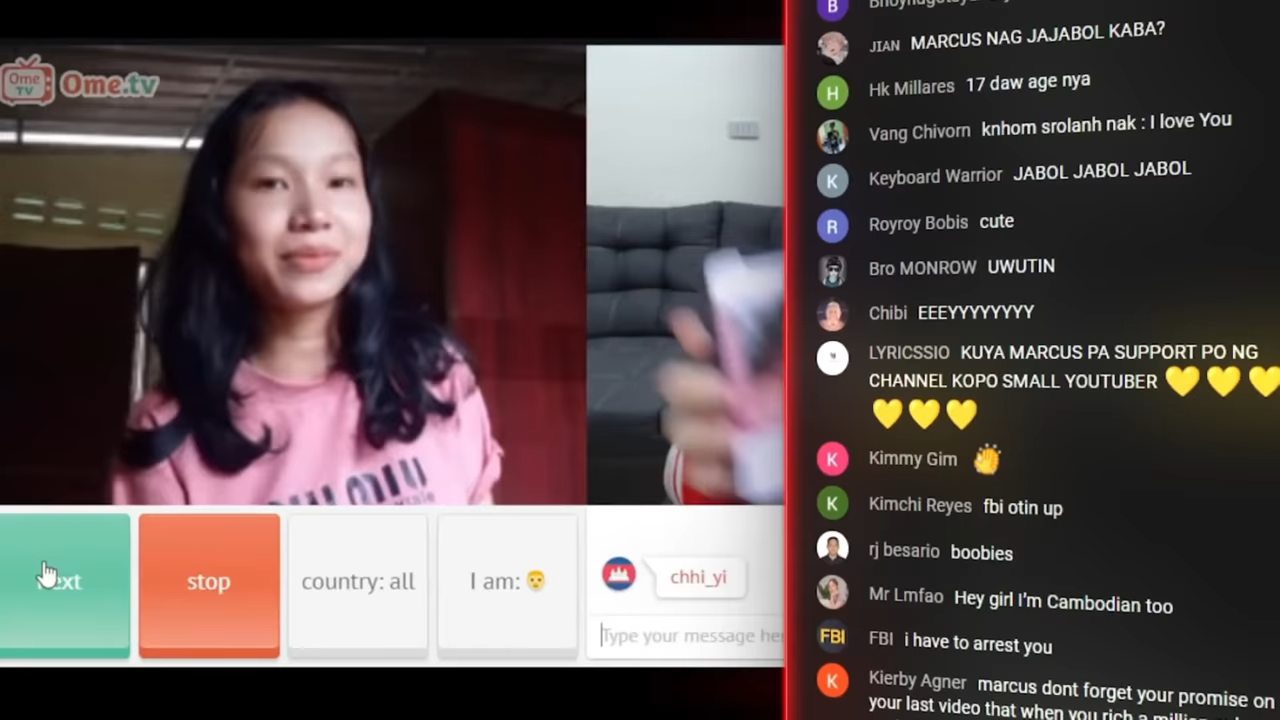 Ome TV Ome.tv
JIAN MARCUS NAG JAJABOL KABA?
Hk Millares 17 daw age nya
Vang Chivorn knhom srolanh nak : I love You
Keyboard Warrior JABOL JABOL JABOL
Royroy Bobis cute
Bro MONROW UWUTIN
Chibi EEEYYYYYYYY
LYRICSSIO KUYA MARCUS PA SUPPORT PO NG
CHANNEL KOPO SMALL YOUTUBER 💛 💛 💛
💛 💛 💛
Kimmy Gim 👏
Kimchi Reyes fbi otin up
rj besario boobies
Mr Lmfao Hey girl I'm Cambodian too
FBI FBI i have to arrest you
Kierby Agner marcus dont forget your promise on
your last video that when you rich a
stop
country: all
I am: 👨
chhi_yi
Type your message